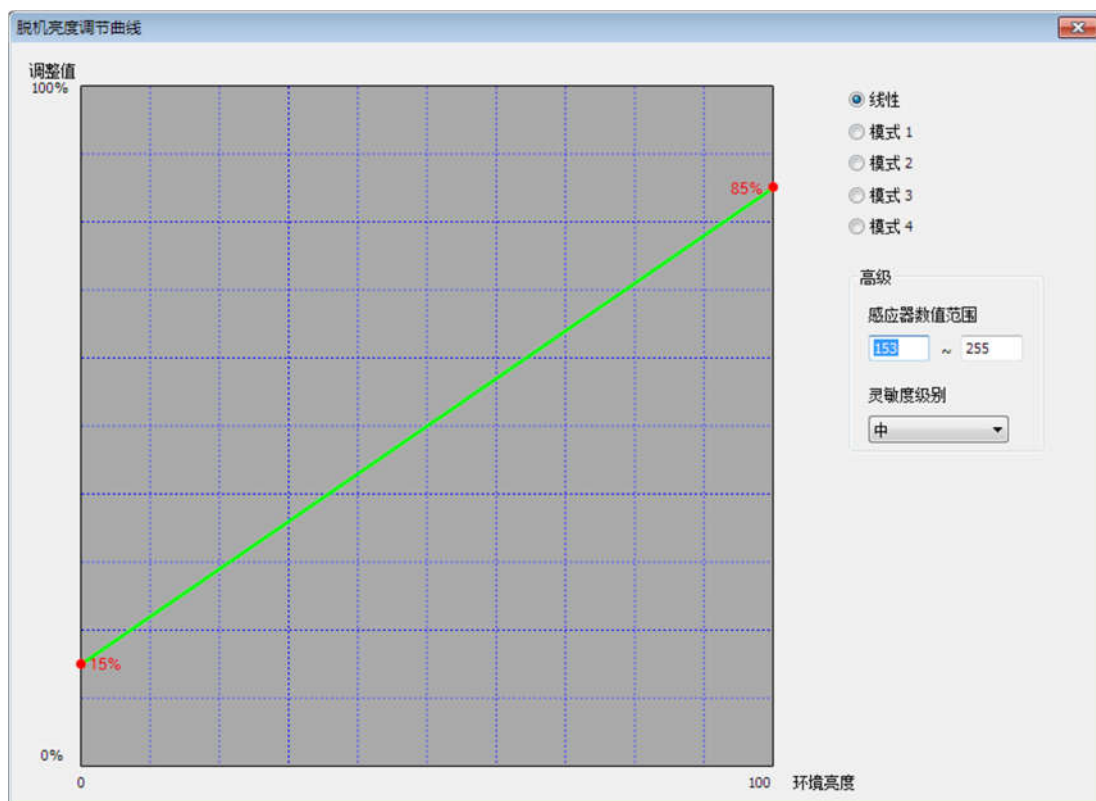 脱机亮度调节曲线
调整值
100%
85%
15%
0%
0
100
环境亮度
线性
模式 1
模式 2
模式 3
模式 4
高级
感应器数值范围
153 ~ 255
灵敏度级别
中